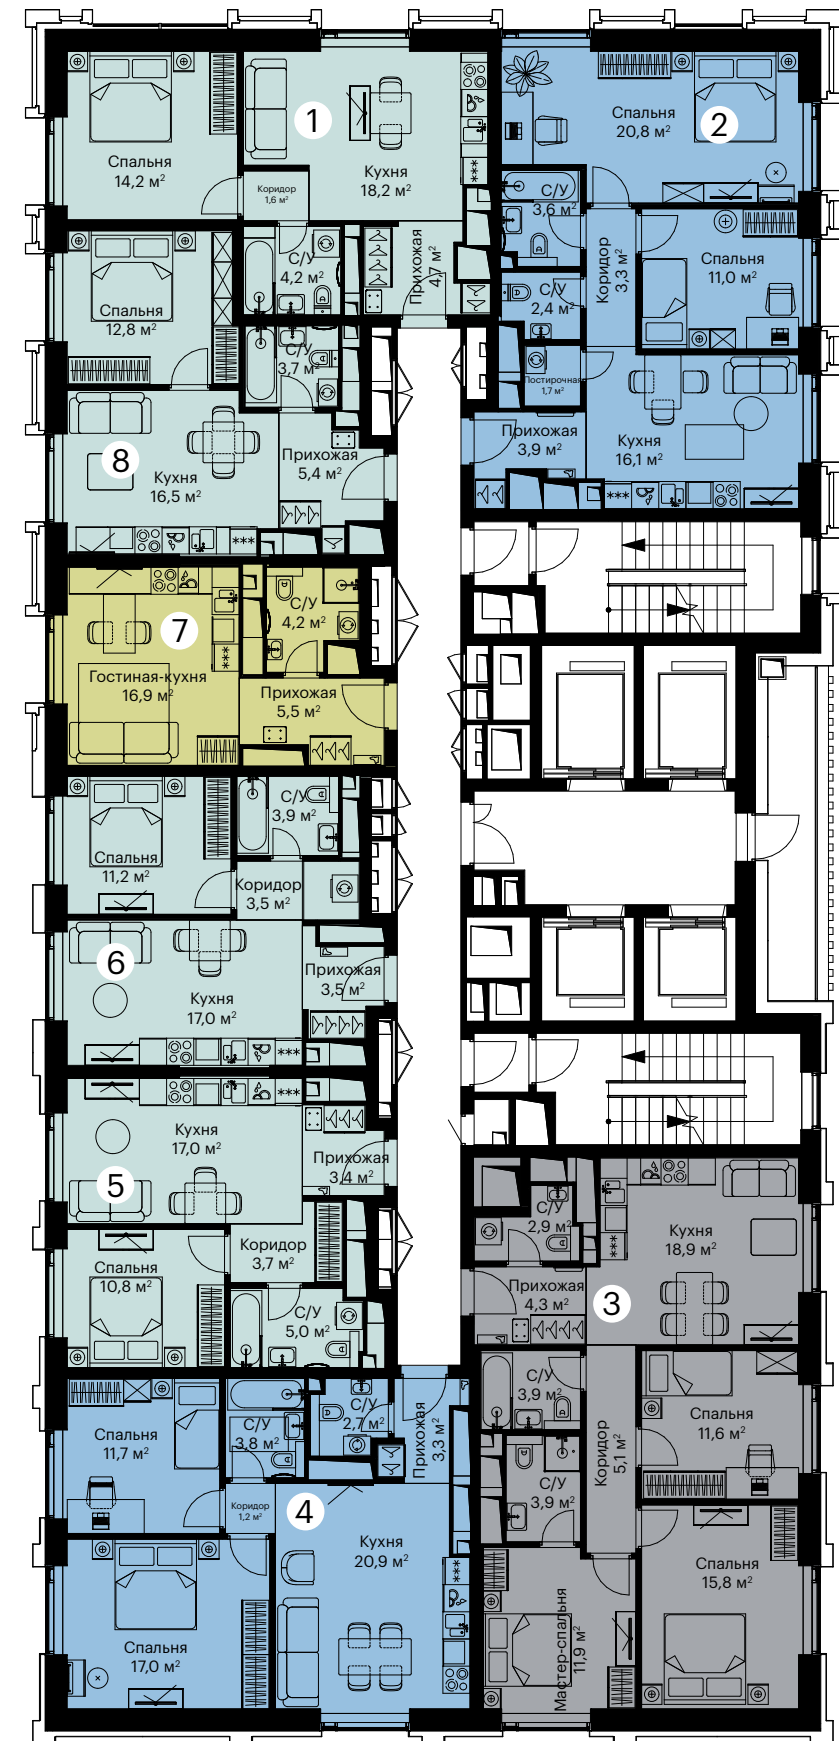 1
Спальня
14,2 м²
Коридор
1,6 м²
Кухня
18,2 м²
С/У
4,2 м²
Прихожая
4,7 м²
2
Спальня
20,8 м²
С/У
3,6 м²
Коридор
3,3 м²
Спальня
11,0 м²
С/У
2,4 м²
Постирочная
1,7 м²
Прихожая
3,9 м²
Кухня
16,1 м²
Спальня
12,8 м²
С/У
3,7 м²
8
Кухня
16,5 м²
Прихожая
5,4 м²
***
***
***
7
С/У
4,2 м²
Гостиная-кухня
16,9 м²
Прихожая
5,5 м²
***
Спальня
11,2 м²
С/У
3,9 м²
Коридор
3,5 м²
6
Кухня
17,0 м²
Прихожая
3,5 м²
***
***
Кухня
17,0 м²
5
Прихожая
3,4 м²
Спальня
10,8 м²
Коридор
3,7 м²
С/У
5,0 м²
С/У
2,9 м²
Кухня
18,9 м²
***
Прихожая
4,3 м²
3
С/У
3,9 м²
Коридор
5,1 м²
Спальня
11,6 м²
С/У
3,9 м²
Мастер-спальня
11,9 м²
Спальня
15,8 м²
Спальня
11,7 м²
С/У
3,8 м²
С/У
2,7 м²
Прихожая
3,3 м²
Коридор
1,2 м²
4
Кухня
20,9 м²
***
Спальня
17,0 м²